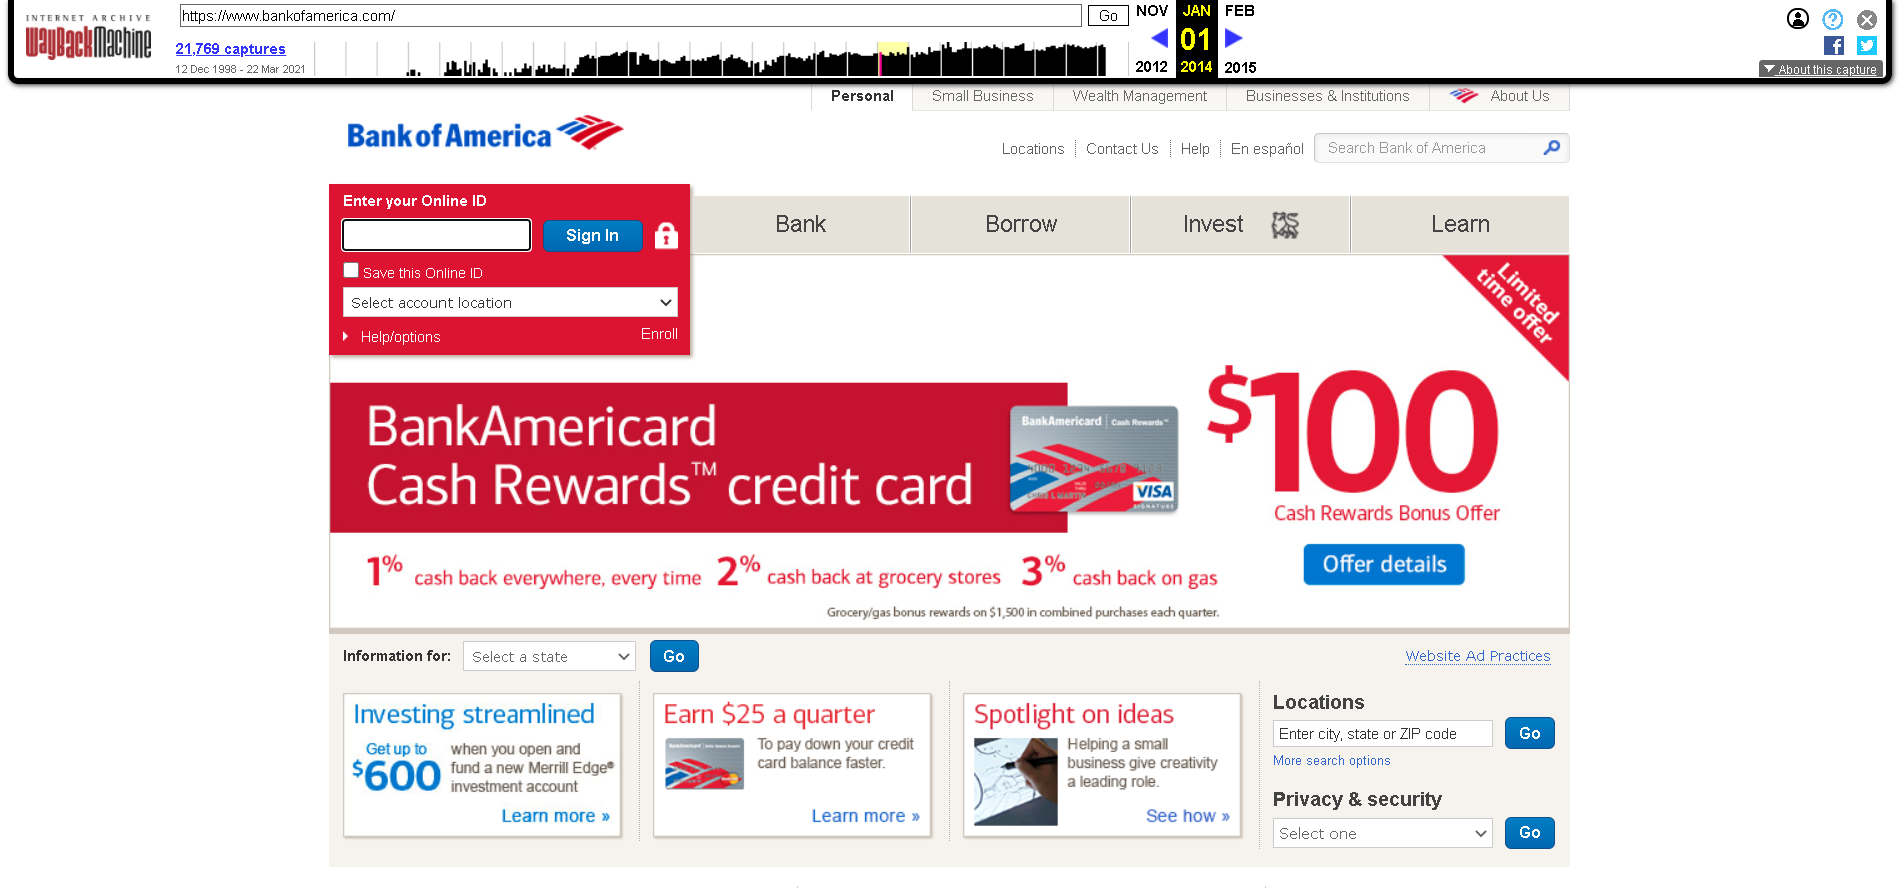 INTERNET ARCHIVE
WayBackMachine
https://www.bankofamerica.com/
Go
NOV JAN FEB
21,769 captures
01
12 Dec 1998 - 22 Mar 2021
2012 2014 2015
About this capture
Personal Small Business Wealth Management Businesses & Institutions About Us
Bank of America
Locations Contact Us Help En español Search Bank of America
Enter your Online ID
Sign In
Save this Online ID
Select account location
Help/options Enroll
Bank Borrow Invest Learn
Limited
time offer
BankAmericard
Cash Rewards™ credit card
BankAmericard Cash Rewards™
VISA
SIGNATURE
$100
Cash Rewards Bonus Offer
Offer details
1% cash back everywhere, every time 2% cash back at grocery stores 3% cash back on gas
Grocery/gas bonus rewards on $1,500 in combined purchases each quarter.
Information for: Select a state Go Website Ad Practices
Investing streamlined
Get up to
$600
when you open and
fund a new Merrill Edge®
investment account
Learn more »
Earn $25 a quarter
To pay down your credit
card balance faster.
Learn more »
Spotlight on ideas
Helping a small
business give creativity
a leading role.
See how »
Locations
Enter city, state or ZIP code Go
More search options
Privacy & security
Select one Go